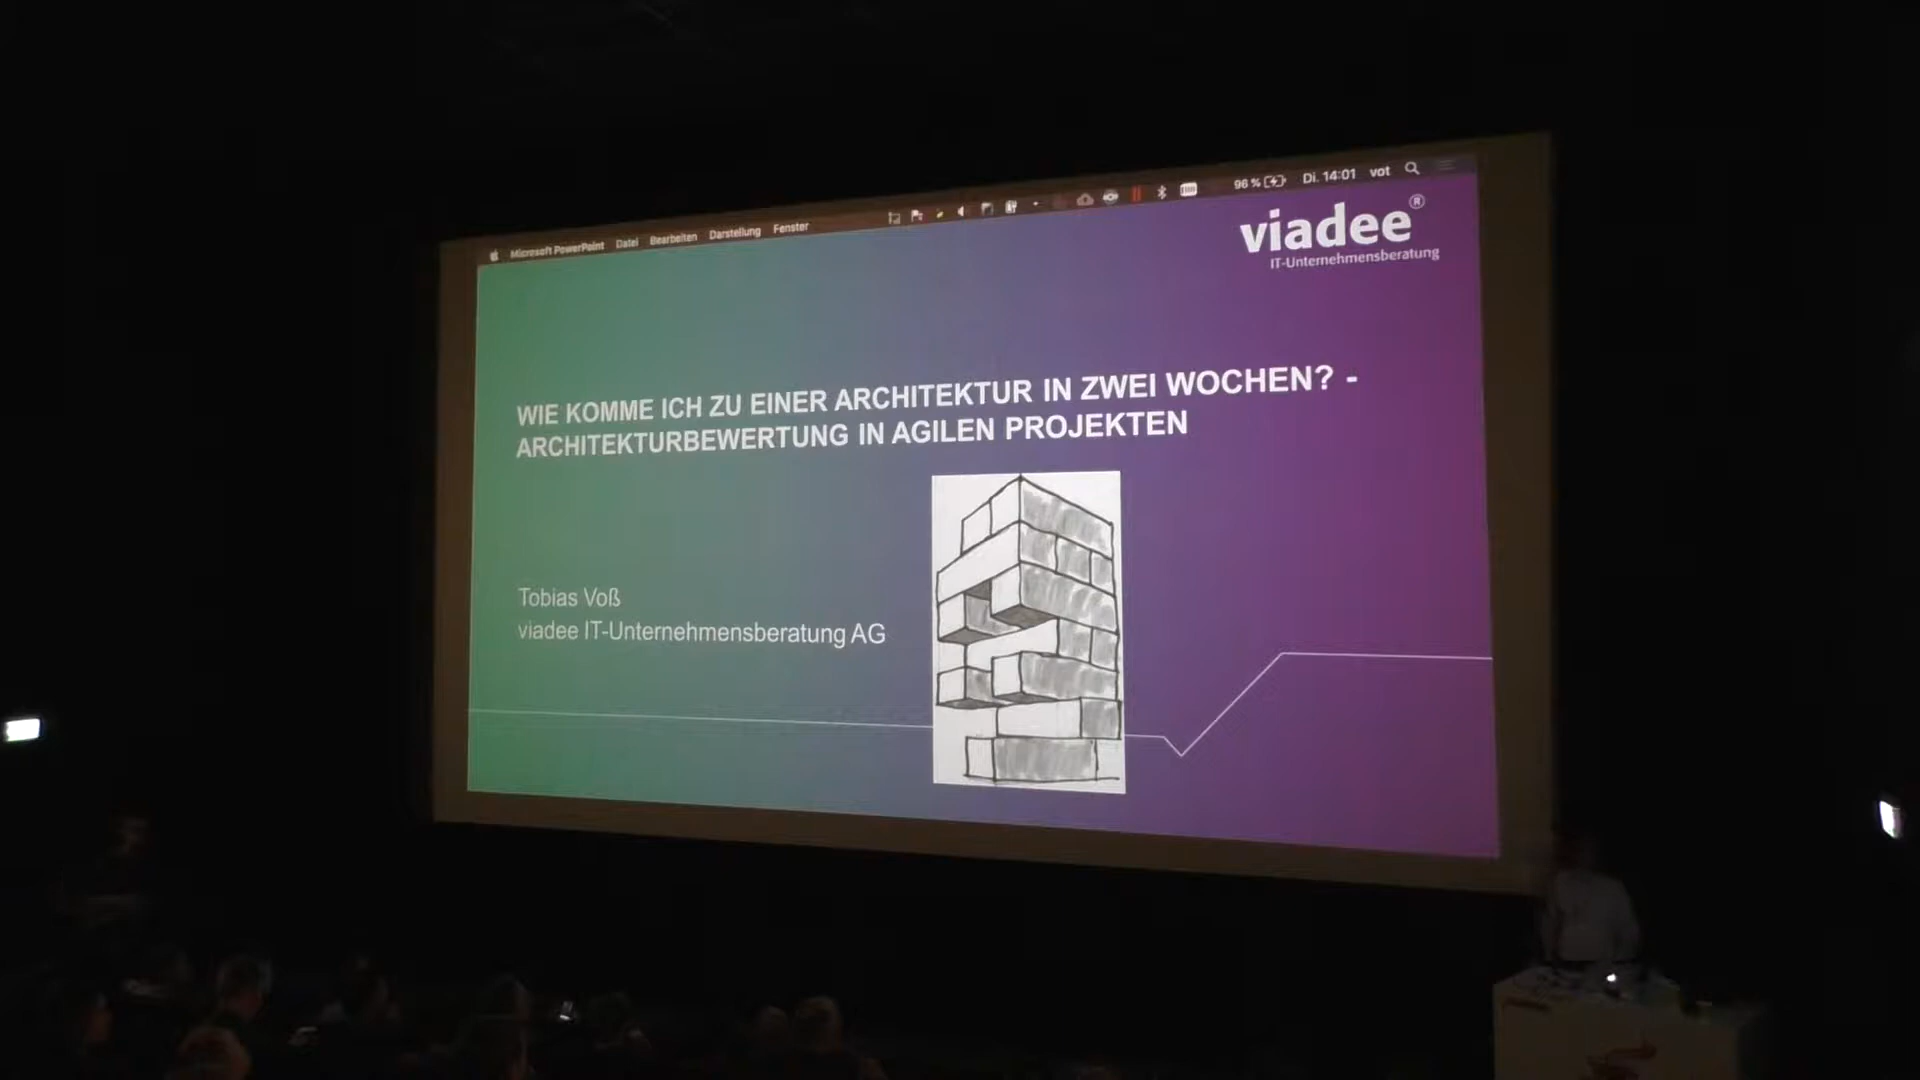 Microsoft PowerPoint Datei Bearbeiten Darstellung Fenster 96 % Di. 14:01 vot
viadee®
IT-Unternehmensberatung
WIE KOMME ICH ZU EINER ARCHITEKTUR IN ZWEI WOCHEN? -
ARCHITEKTURBEWERTUNG IN AGILEN PROJEKTEN
Tobias Voß
viadee IT-Unternehmensberatung AG